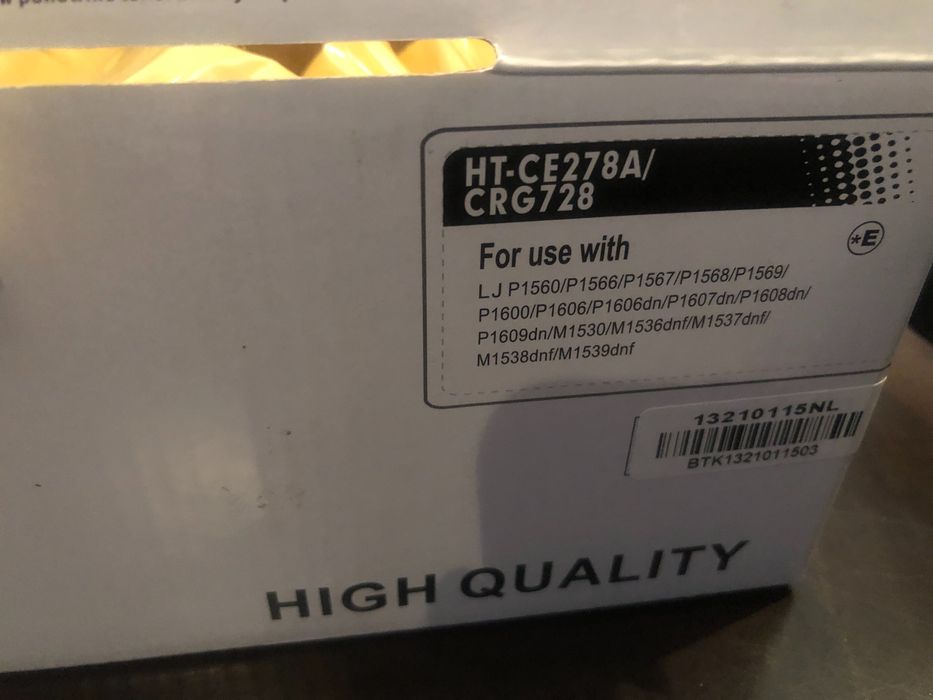 HT-CE278A/
CRG728
*E
For use with
LJ P1560/P1566/P1567/P1568/P1569/
P1600/P1606/P1606dn/P1607dn/P1608dn/
P1609dn/M1530/M1536dnf/M1537dnf/
M1538dnf/M1539dnf
13210115NL
BTK1321011503
HIGH QUALITY